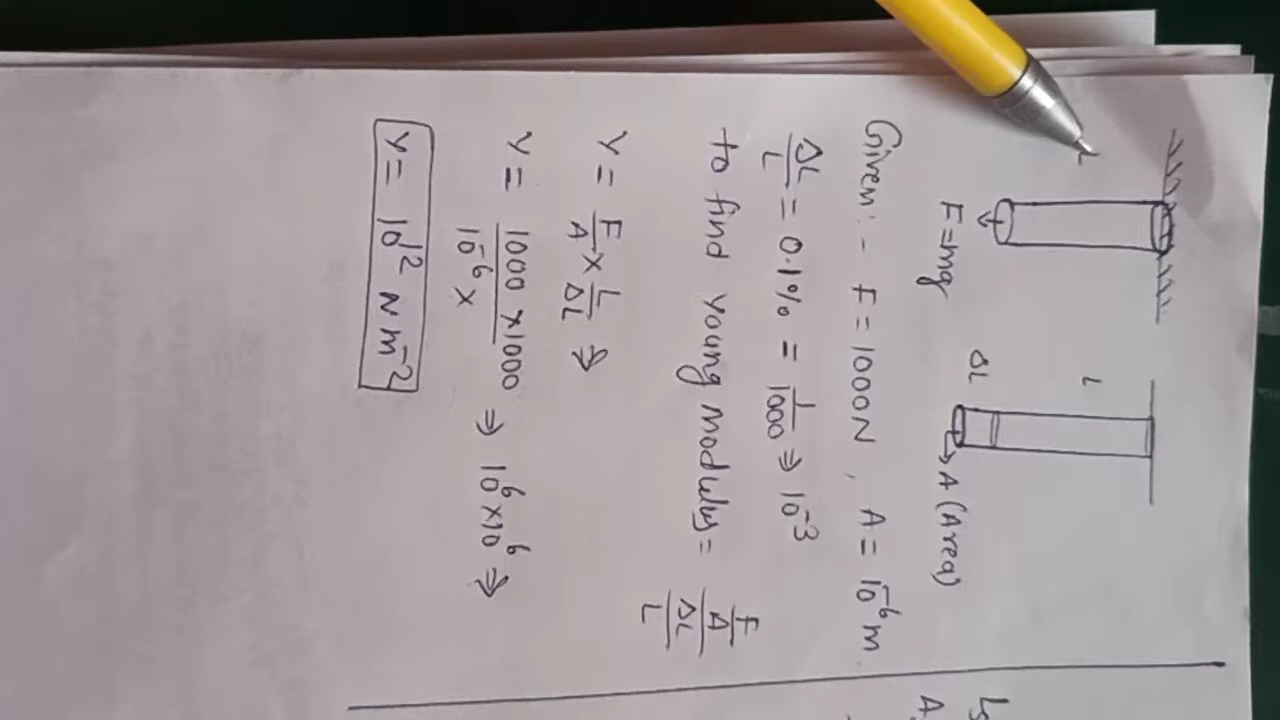 L
F=mg
L
ΔL
A (Area)
Given:- F=1000N, A= 10⁻⁶m
ΔL/L = 0.1% = 1/1000 ⇒ 10⁻³
to find young modulus= (F/A)/(ΔL/L)
Y= F/A × L/ΔL ⇒
Y= (1000 ×1000)/(10⁻⁶ ×) ⇒ 10⁶×10⁶ ⇒
Y= 10¹² N m⁻²